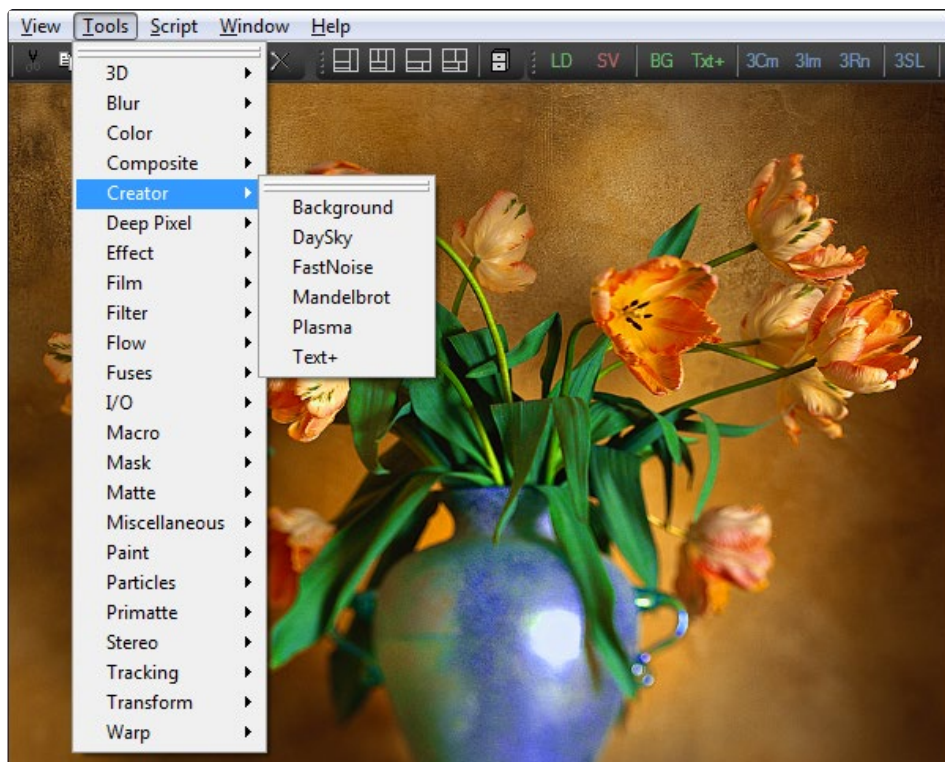 View Tools Script Window Help
LD SV BG Txt+ 3Cm 3Im 3Rn 3SL
3D
Blur
Color
Composite
Creator
Deep Pixel
Effect
Film
Filter
Flow
Fuses
I/O
Macro
Mask
Matte
Miscellaneous
Paint
Particles
Primatte
Stereo
Tracking
Transform
Warp
Background
DaySky
FastNoise
Mandelbrot
Plasma
Text+